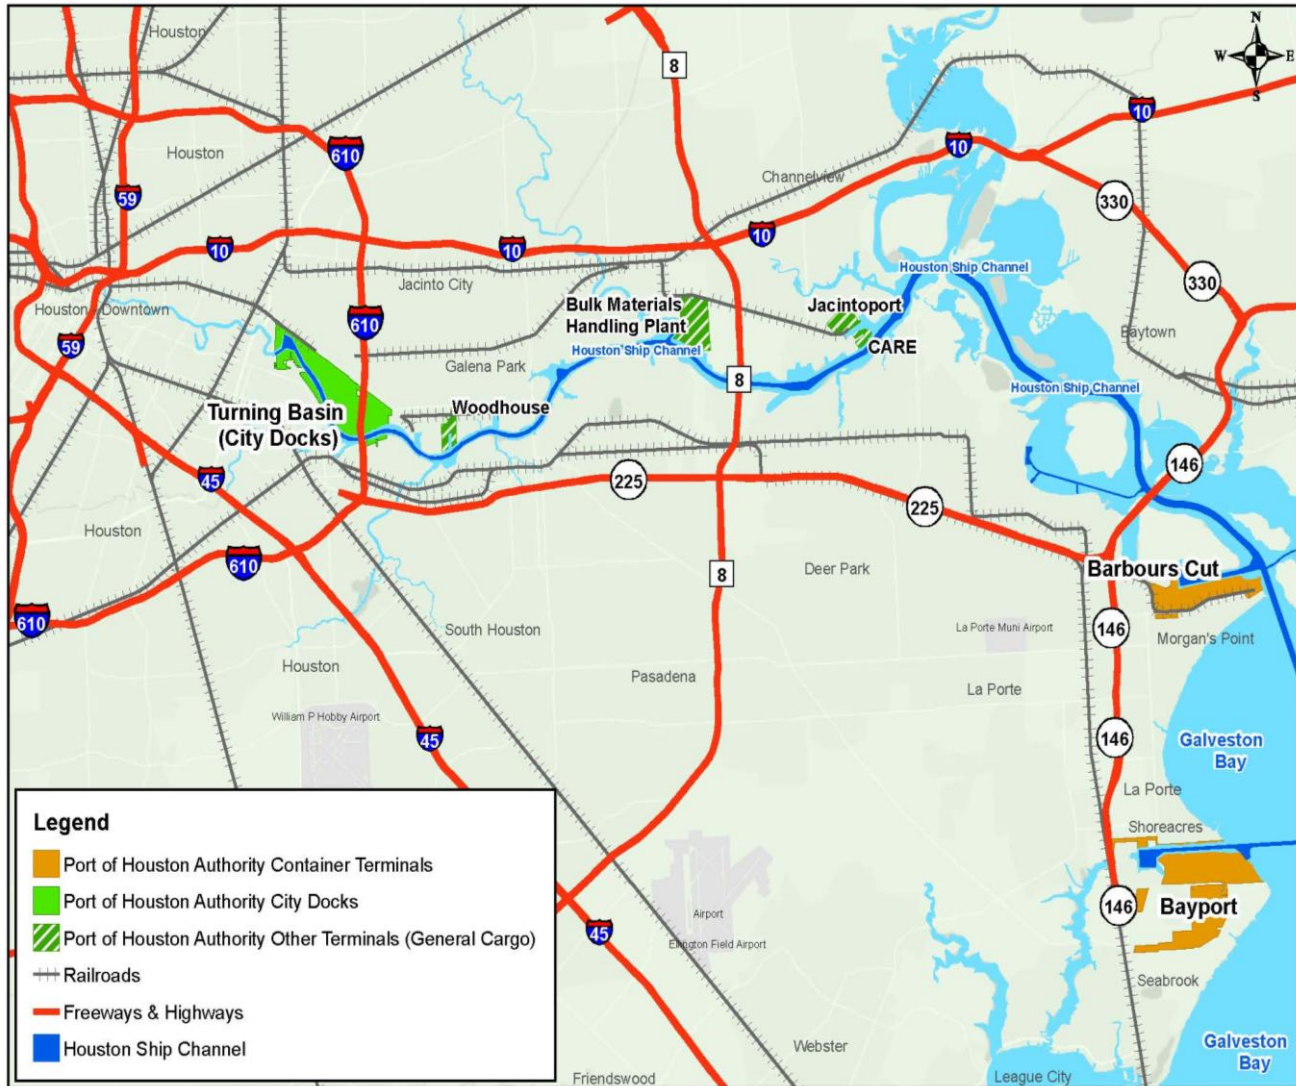 Houston
N
W E
S
8
10
10
610
Houston
Channelview
59
330
10
10
10
Houston Ship Channel
330
Jacinto City
Bulk Materials
Handling Plant
Jacintoport
Houston Downtown
610
Baytown
59
Houston Ship Channel
CARE
Galena Park
8
Houston Ship Channel
Turning Basin
(City Docks)
Woodhouse
146
45
225
225
Houston
610
8
Deer Park
Barbours Cut
610
South Houston
La Porte Muni Airport
146
Morgan's Point
Houston
Pasadena
La Porte
William P Hobby Airport
45
146
Galveston
Bay
La Porte
Shoreacres
Legend
Port of Houston Authority Container Terminals
Port of Houston Authority City Docks
Port of Houston Authority Other Terminals (General Cargo)
Railroads
Freeways & Highways
Houston Ship Channel
146
Bayport
Airport
45
Ellington Field Airport
Seabrook
Webster
Galveston
Bay
Friendswood
League City